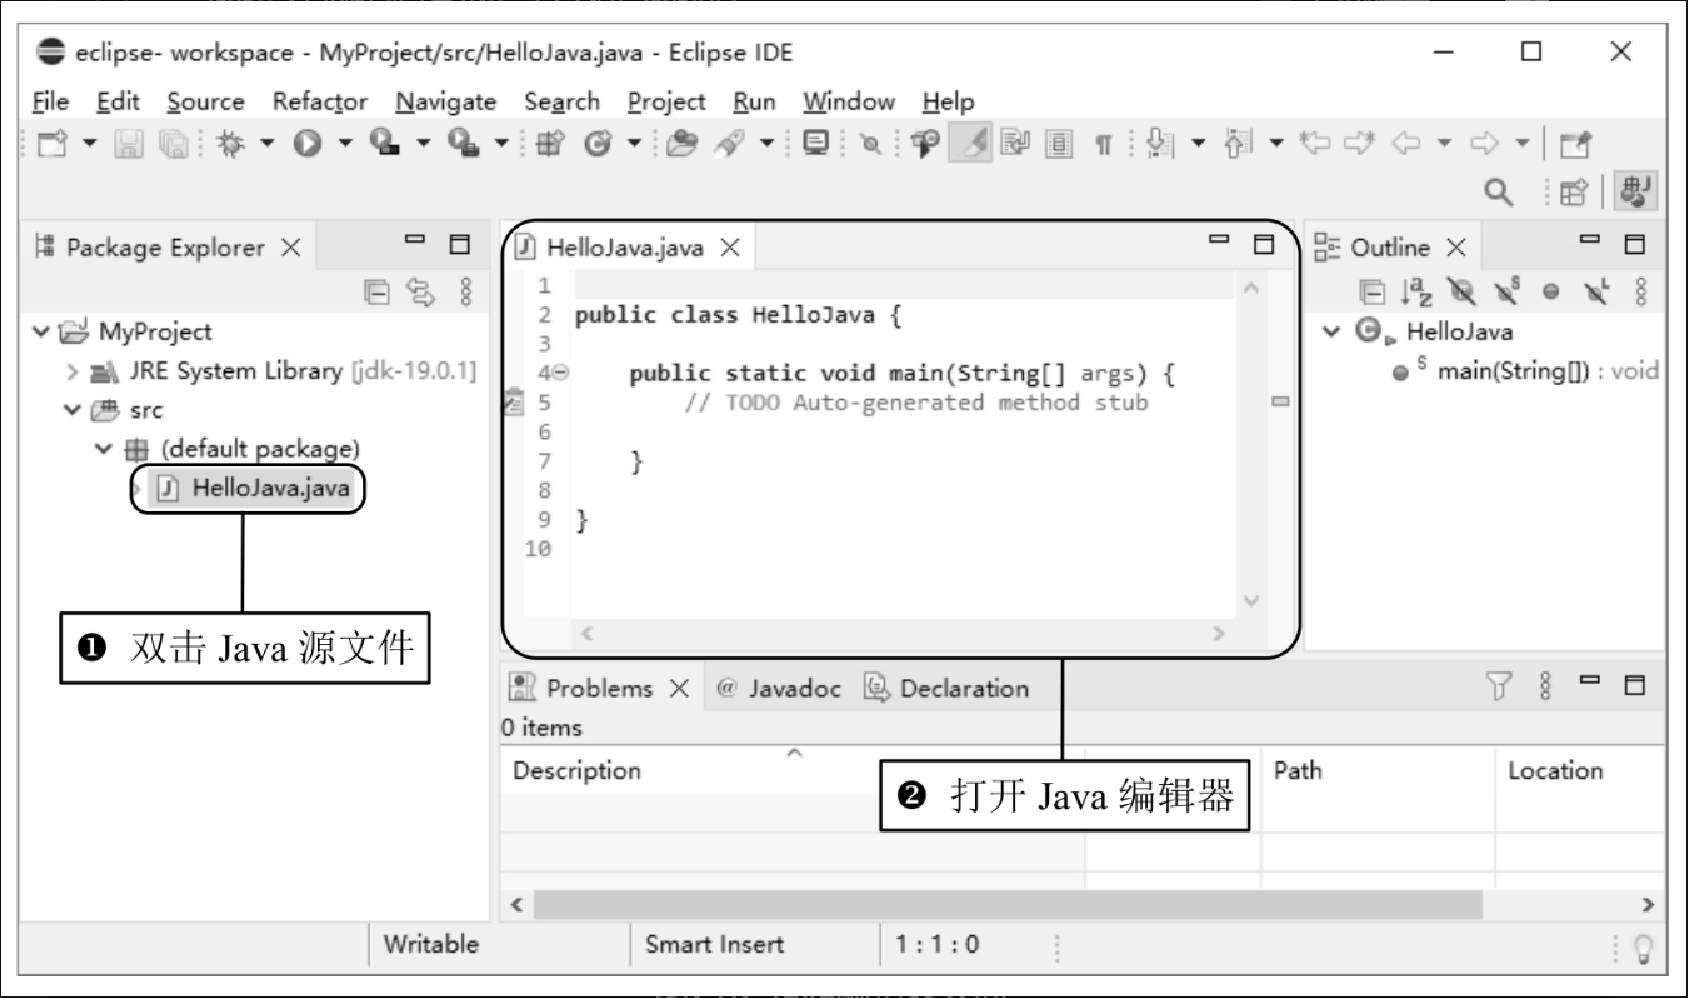 eclipse- workspace - MyProject/src/HelloJava.java - Eclipse IDE
File Edit Source Refactor Navigate Search Project Run Window Help
Package Explorer
MyProject
JRE System Library [jdk-19.0.1]
src
(default package)
HelloJava.java
❶ 双击 Java 源文件
HelloJava.java
1
2 public class HelloJava {
3
4 public static void main(String[] args) {
5 // TODO Auto-generated method stub
6
7 }
8
9 }
10
Outline
HelloJava
main(String[]) : void
Problems @ Javadoc Declaration
0 items
Description Path Location
❷ 打开 Java 编辑器
Writable Smart Insert 1 : 1 : 0